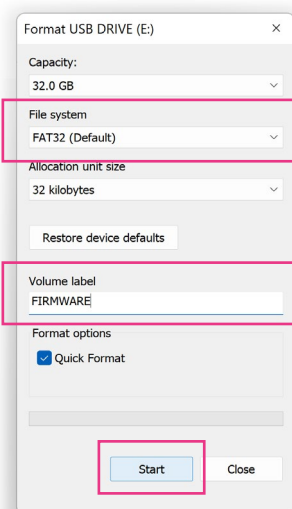 Format USB DRIVE (E:)
Capacity:
32.0 GB
File system
FAT32 (Default)
Allocation unit size
32 kilobytes
Restore device defaults
Volume label
FIRMWARE
Format options
Quick Format
Start Close